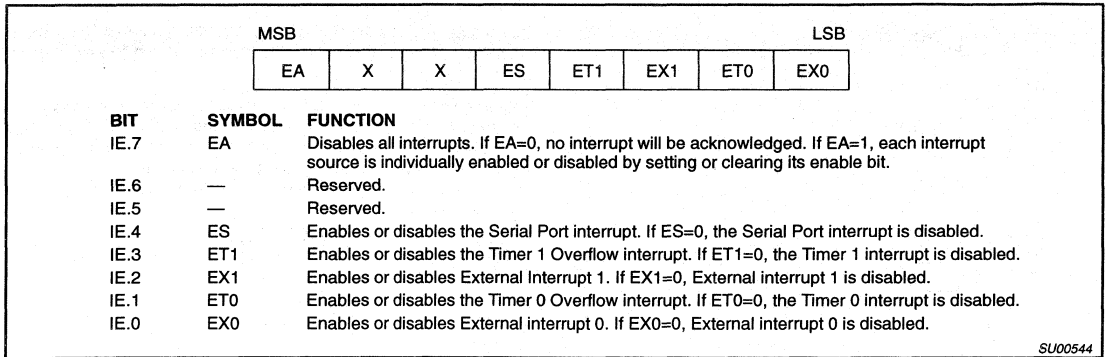 MSB LSB
EA X X ES ET1 EX1 ET0 EX0
BIT SYMBOL FUNCTION
IE.7 EA Disables all interrupts. If EA=0, no interrupt will be acknowledged. If EA=1, each interrupt
source is individually enabled or disabled by setting or clearing its enable bit.
IE.6 — Reserved.
IE.5 — Reserved.
IE.4 ES Enables or disables the Serial Port interrupt. If ES=0, the Serial Port interrupt is disabled.
IE.3 ET1 Enables or disables the Timer 1 Overflow interrupt. If ET1=0, the Timer 1 interrupt is disabled.
IE.2 EX1 Enables or disables External Interrupt 1. If EX1=0, External interrupt 1 is disabled.
IE.1 ET0 Enables or disables the Timer 0 Overflow interrupt. If ET0=0, the Timer 0 interrupt is disabled.
IE.0 EX0 Enables or disables External interrupt 0. If EX0=0, External interrupt 0 is disabled.
SU00544